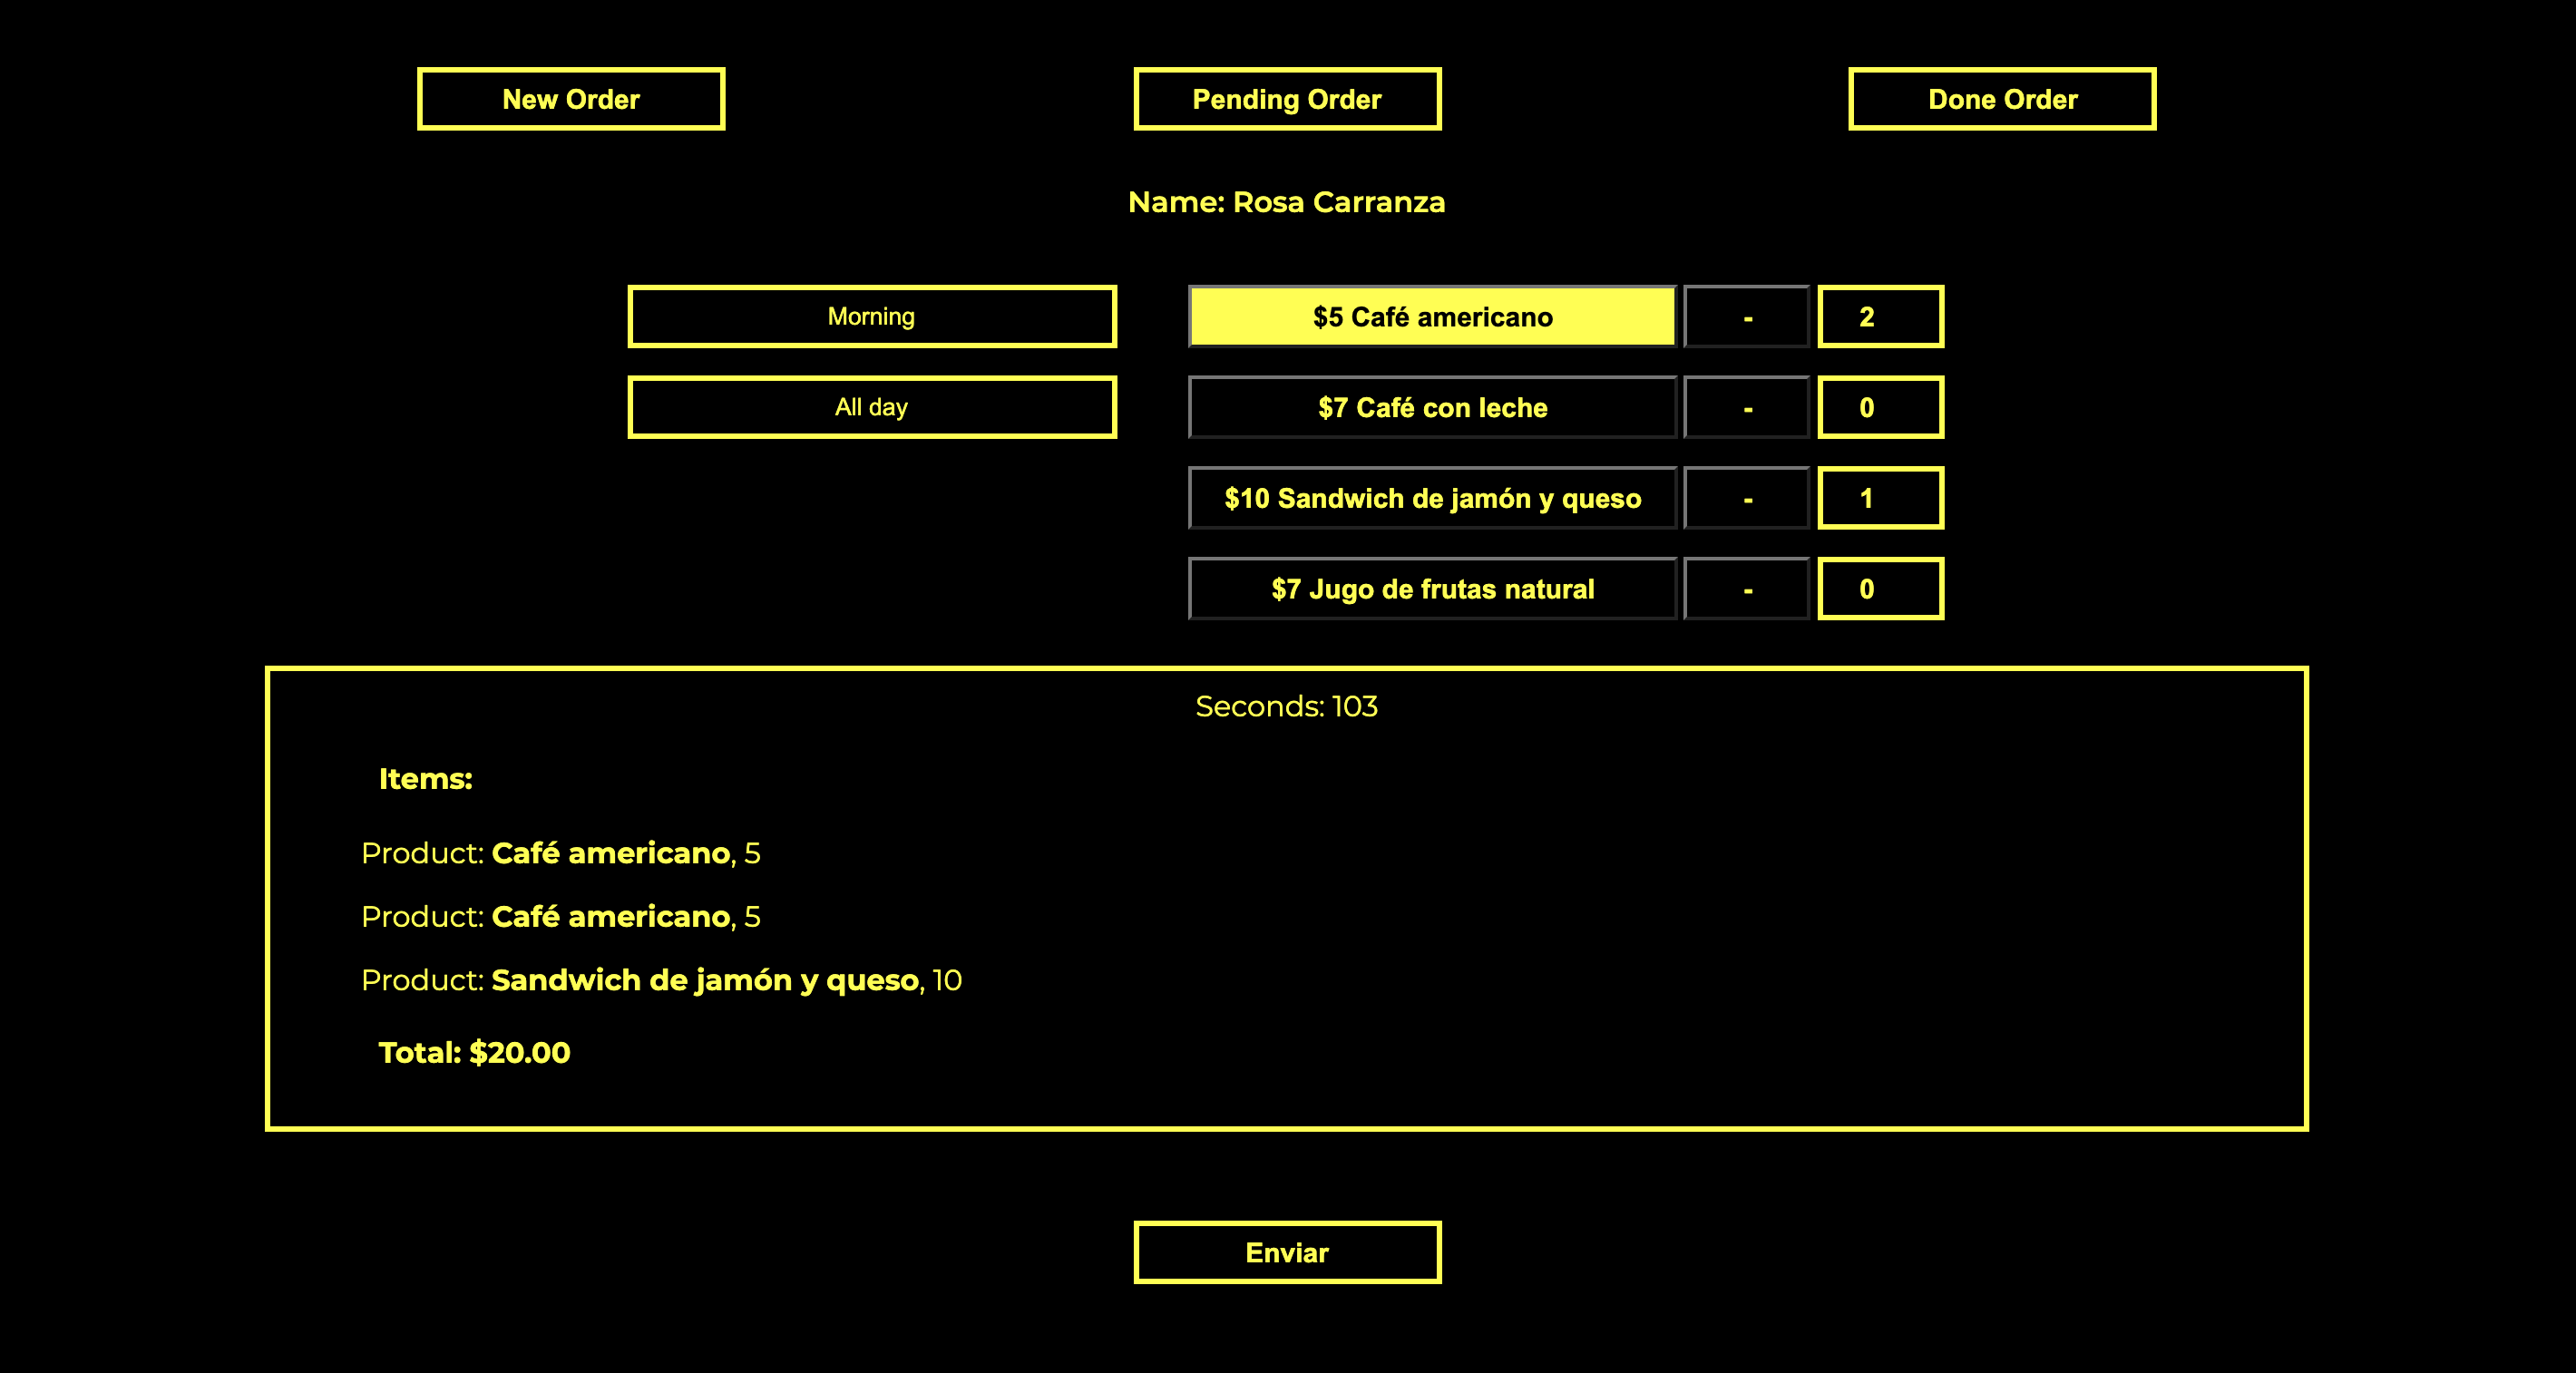 New Order Pending Order Done Order
Name: Rosa Carranza
Morning
All day
$5 Café americano - 2
$7 Café con leche - 0
$10 Sandwich de jamón y queso - 1
$7 Jugo de frutas natural - 0
Seconds: 103
Items:
Product: Café americano, 5
Product: Café americano, 5
Product: Sandwich de jamón y queso, 10
Total: $20.00
Enviar